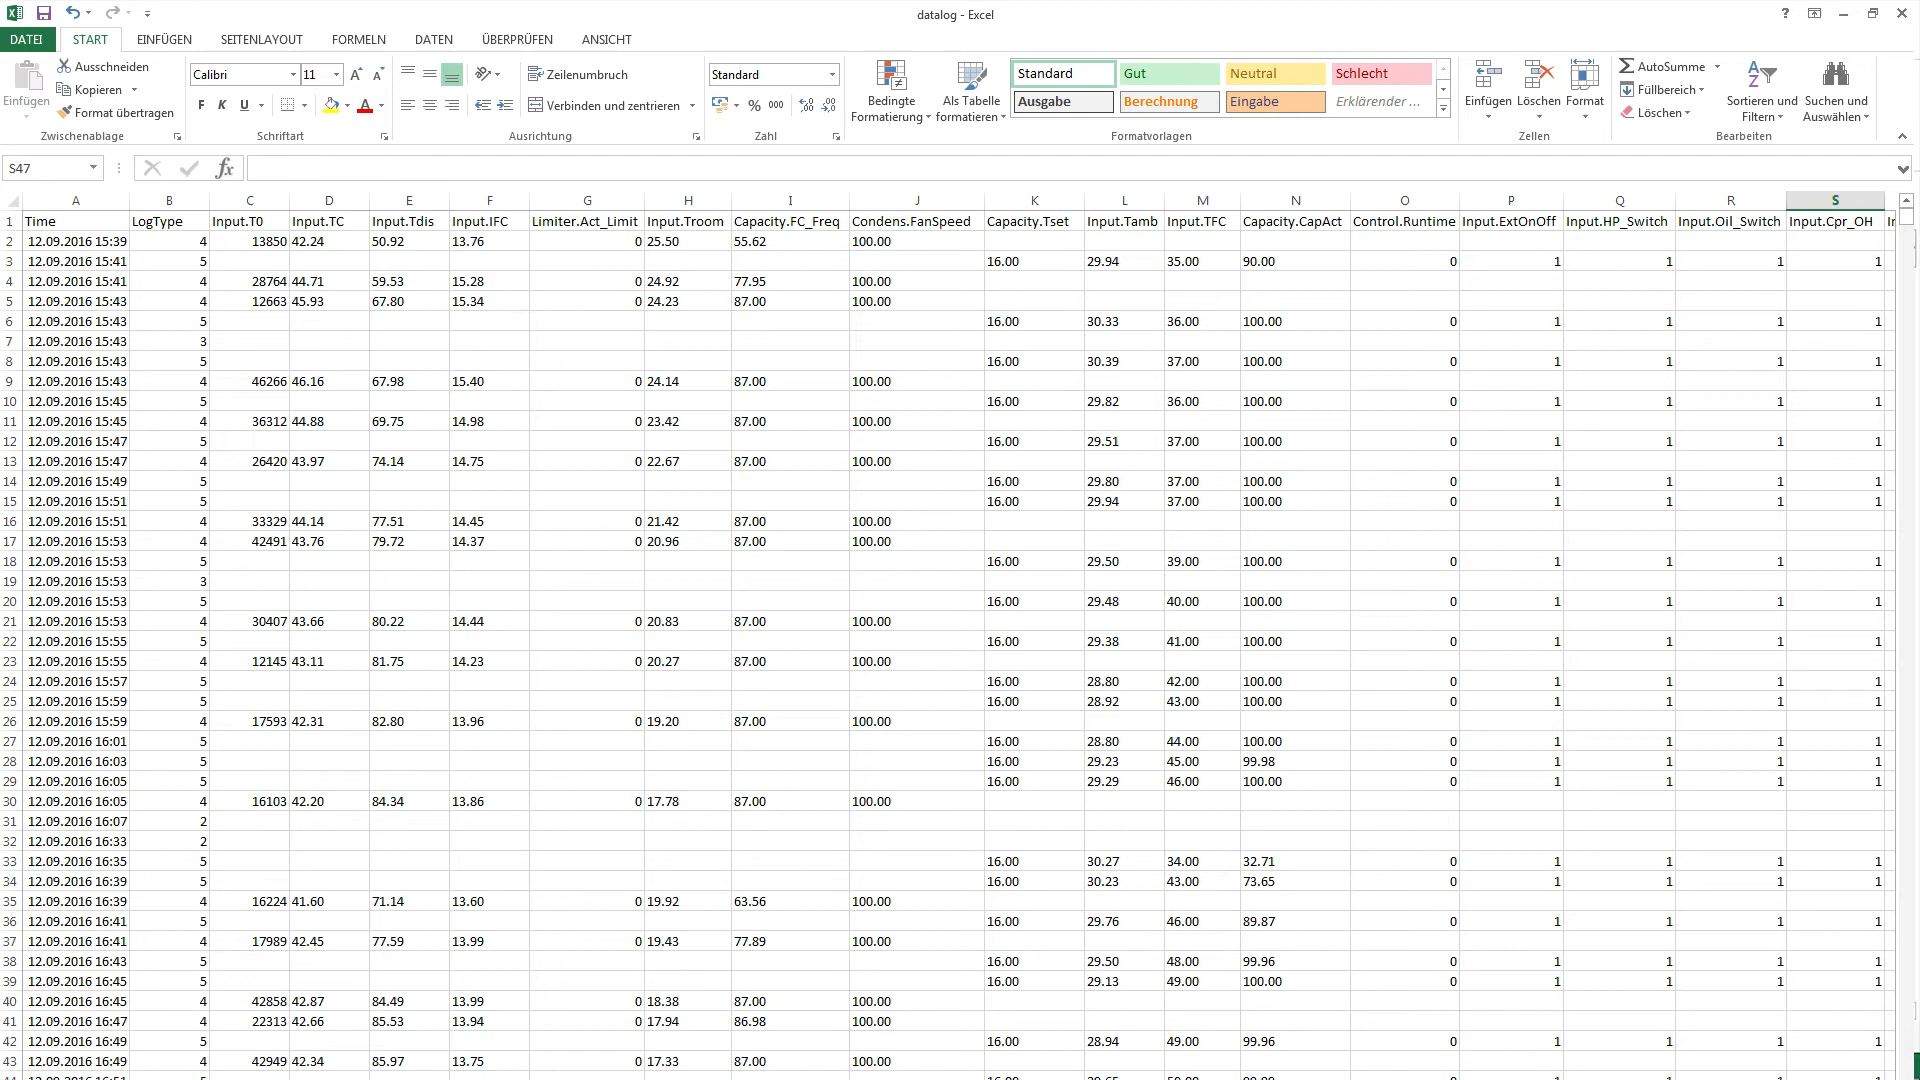 datalog - Excel
DATEI START EINFÜGEN SEITENLAYOUT FORMELN DATEN ÜBERPRÜFEN ANSICHT
Einfügen
Ausschneiden
Kopieren
Format übertragen
Zwischenablage
Calibri 11
F K U
Schriftart
Zeilenumbruch
Verbinden und zentrieren
Ausrichtung
Standard
% 000
Zahl
Bedingte Formatierung
Als Tabelle formatieren
Standard Gut Neutral Schlecht
Ausgabe Berechnung Eingabe Erklärender ...
Formatvorlagen
Einfügen Löschen Format
Zellen
AutoSumme
Füllbereich
Löschen
Sortieren und Filtern
Suchen und Auswählen
Bearbeiten
S47 fx
A B C D E F G H I J K L M N O P Q R S
1 Time LogType Input.T0 Input.TC Input.Tdis Input.IFC Limiter.Act_Limit Input.Troom Capacity.FC_Freq Condens.FanSpeed Capacity.Tset Input.Tamb Input.TFC Capacity.CapAct Control.Runtime Input.ExtOnOff Input.HP_Switch Input.Oil_Switch Input.Cpr_OH
2 12.09.2016 15:39 4 13850 42.24 50.92 13.76 0 25.50 55.62 100.00
3 12.09.2016 15:41 5 16.00 29.94 35.00 90.00 0 1 1 1 1
4 12.09.2016 15:41 4 28764 44.71 59.53 15.28 0 24.92 77.95 100.00
5 12.09.2016 15:43 4 12663 45.93 67.80 15.34 0 24.23 87.00 100.00
6 12.09.2016 15:43 5 16.00 30.33 36.00 100.00 0 1 1 1 1
7 12.09.2016 15:43 3
8 12.09.2016 15:43 5 16.00 30.39 37.00 100.00 0 1 1 1 1
9 12.09.2016 15:43 4 46266 46.16 67.98 15.40 0 24.14 87.00 100.00
10 12.09.2016 15:45 5 16.00 29.82 36.00 100.00 0 1 1 1 1
11 12.09.2016 15:45 4 36312 44.88 69.75 14.98 0 23.42 87.00 100.00
12 12.09.2016 15:47 5 16.00 29.51 37.00 100.00 0 1 1 1 1
13 12.09.2016 15:47 4 26420 43.97 74.14 14.75 0 22.67 87.00 100.00
14 12.09.2016 15:49 5 16.00 29.80 37.00 100.00 0 1 1 1 1
15 12.09.2016 15:51 5 16.00 29.94 37.00 100.00 0 1 1 1 1
16 12.09.2016 15:51 4 33329 44.14 77.51 14.45 0 21.42 87.00 100.00
17 12.09.2016 15:53 4 42491 43.76 79.72 14.37 0 20.96 87.00 100.00
18 12.09.2016 15:53 5 16.00 29.50 39.00 100.00 0 1 1 1 1
19 12.09.2016 15:53 3
20 12.09.2016 15:53 5 16.00 29.48 40.00 100.00 0 1 1 1 1
21 12.09.2016 15:53 4 30407 43.66 80.22 14.44 0 20.83 87.00 100.00
22 12.09.2016 15:55 5 16.00 29.38 41.00 100.00 0 1 1 1 1
23 12.09.2016 15:55 4 12145 43.11 81.75 14.23 0 20.27 87.00 100.00
24 12.09.2016 15:57 5 16.00 28.80 42.00 100.00 0 1 1 1 1
25 12.09.2016 15:59 5 16.00 28.92 43.00 100.00 0 1 1 1 1
26 12.09.2016 15:59 4 17593 42.31 82.80 13.96 0 19.20 87.00 100.00
27 12.09.2016 16:01 5 16.00 28.80 44.00 100.00 0 1 1 1 1
28 12.09.2016 16:03 5 16.00 29.23 45.00 99.98 0 1 1 1 1
29 12.09.2016 16:05 5 16.00 29.29 46.00 100.00 0 1 1 1 1
30 12.09.2016 16:05 4 16103 42.20 84.34 13.86 0 17.78 87.00 100.00
31 12.09.2016 16:07 2
32 12.09.2016 16:33 2
33 12.09.2016 16:35 5 16.00 30.27 34.00 32.71 0 1 1 1 1
34 12.09.2016 16:39 5 16.00 30.23 43.00 73.65 0 1 1 1 1
35 12.09.2016 16:39 4 16224 41.60 71.14 13.60 0 19.92 63.56 100.00
36 12.09.2016 16:41 5 16.00 29.76 46.00 89.87 0 1 1 1 1
37 12.09.2016 16:41 4 17989 42.45 77.59 13.99 0 19.43 77.89 100.00
38 12.09.2016 16:43 5 16.00 29.50 48.00 99.96 0 1 1 1 1
39 12.09.2016 16:45 5 16.00 29.13 49.00 100.00 0 1 1 1 1
40 12.09.2016 16:45 4 42858 42.87 84.49 13.99 0 18.38 87.00 100.00
41 12.09.2016 16:47 4 22313 42.66 85.53 13.94 0 17.94 86.98 100.00
42 12.09.2016 16:49 5 16.00 28.94 49.00 99.96 0 1 1 1 1
43 12.09.2016 16:49 4 42949 42.34 85.97 13.75 0 17.33 87.00 100.00